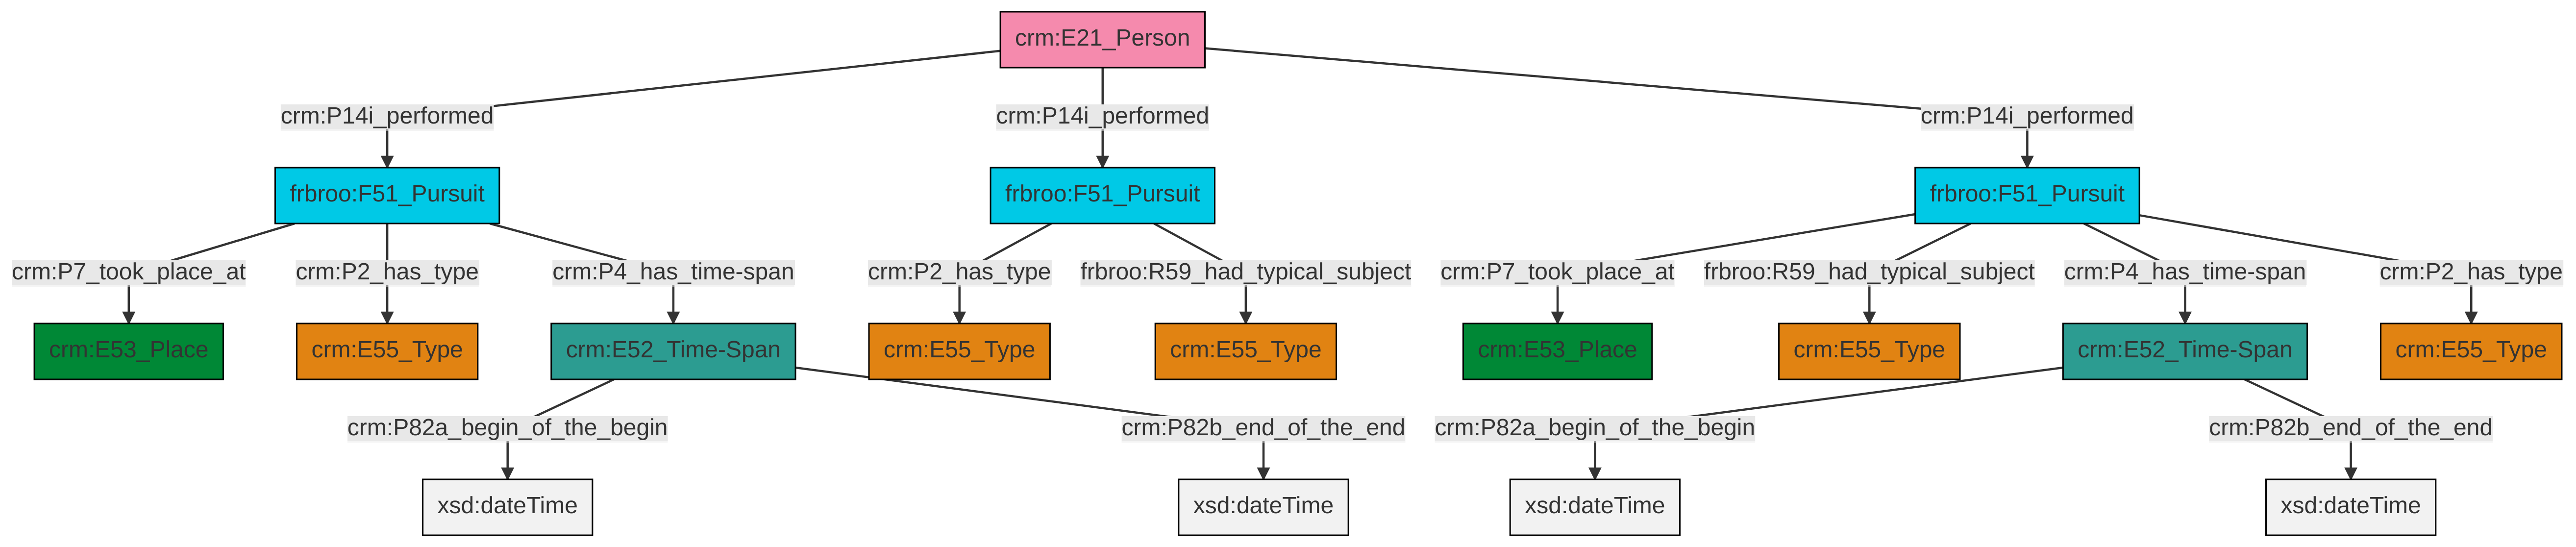 crm:E21_Person
crm:P14i_performed
crm:P14i_performed
crm:P14i_performed
frbroo:F51_Pursuit
frbroo:F51_Pursuit
frbroo:F51_Pursuit
crm:P7_took_place_at
crm:P2_has_type
crm:P4_has_time-span
crm:P2_has_type
frbroo:R59_had_typical_subject
crm:P7_took_place_at
frbroo:R59_had_typical_subject
crm:P4_has_time-span
crm:P2_has_type
crm:E53_Place
crm:E55_Type
crm:E52_Time-Span
crm:E55_Type
crm:E55_Type
crm:E53_Place
crm:E55_Type
crm:E52_Time-Span
crm:E55_Type
crm:P82a_begin_of_the_begin
crm:P82b_end_of_the_end
crm:P82a_begin_of_the_begin
crm:P82b_end_of_the_end
xsd:dateTime
xsd:dateTime
xsd:dateTime
xsd:dateTime